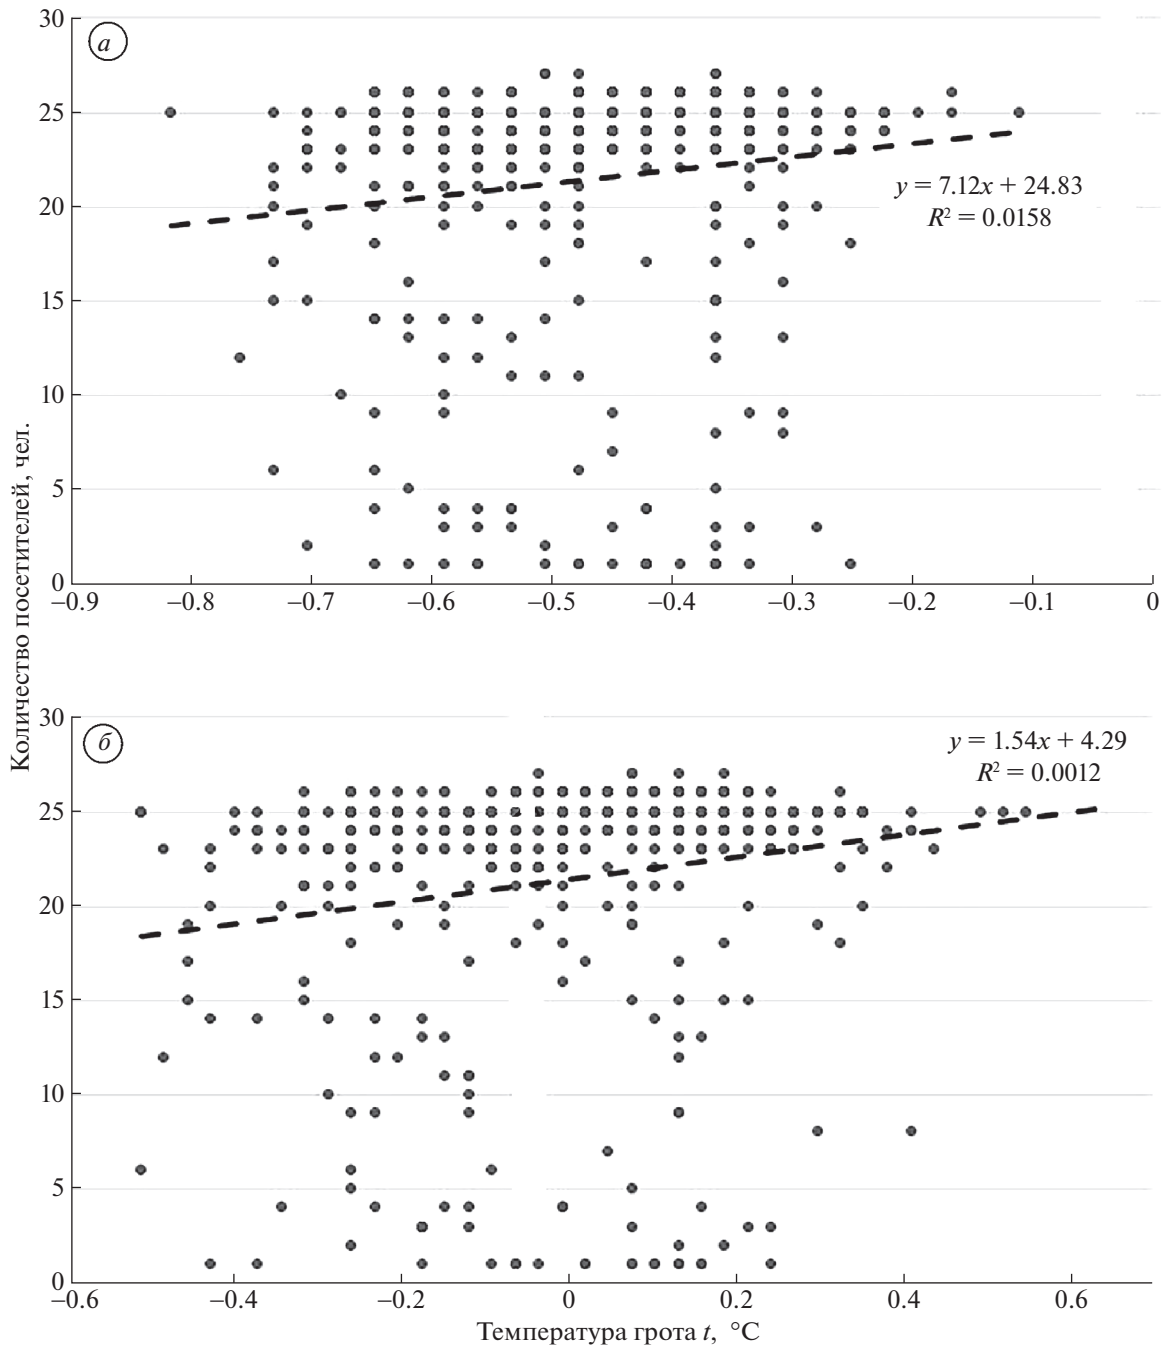 Количество посетителей, чел.
30
25
20
15
10
5
0
а
y = 7.12x + 24.83
R² = 0.0158
–0.9 –0.8 –0.7 –0.6 –0.5 –0.4 –0.3 –0.2 –0.1 0
30
25
20
15
10
5
0
б
y = 1.54x + 4.29
R² = 0.0012
–0.6 –0.4 –0.2 0 0.2 0.4 0.6
Температура грота t, °C